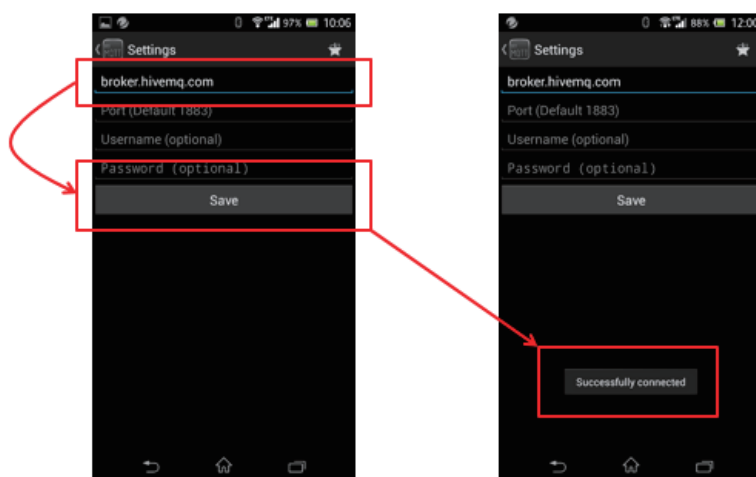 97% 10:06
Settings
broker.hivemq.com
Port (Default 1883)
Username (optional)
Password (optional)
Save
88% 12:00
Settings
broker.hivemq.com
Port (Default 1883)
Username (optional)
Password (optional)
Save
Successfully connected